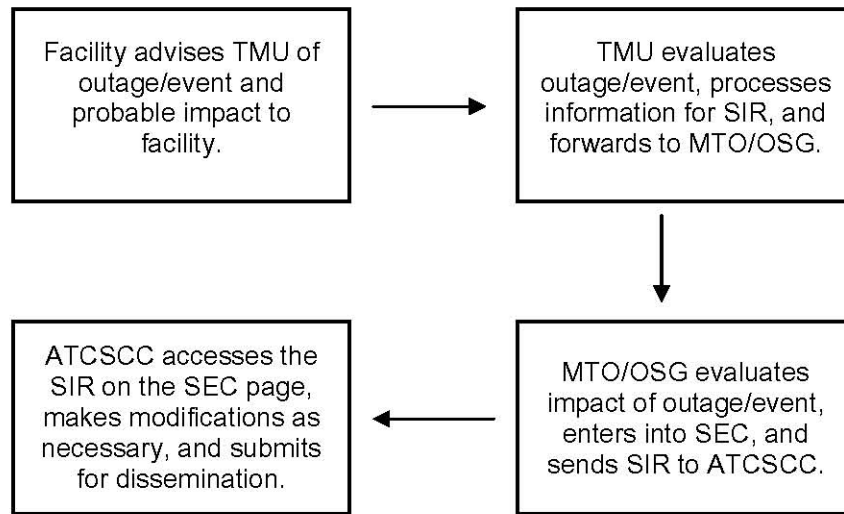 Facility advises TMU of
outage/event and
probable impact to
facility.
TMU evaluates
outage/event, processes
information for SIR, and
forwards to MTO/OSG.
MTO/OSG evaluates
impact of outage/event,
enters into SEC, and
sends SIR to ATCSCC.
ATCSCC accesses the
SIR on the SEC page,
makes modifications as
necessary, and submits
for dissemination.